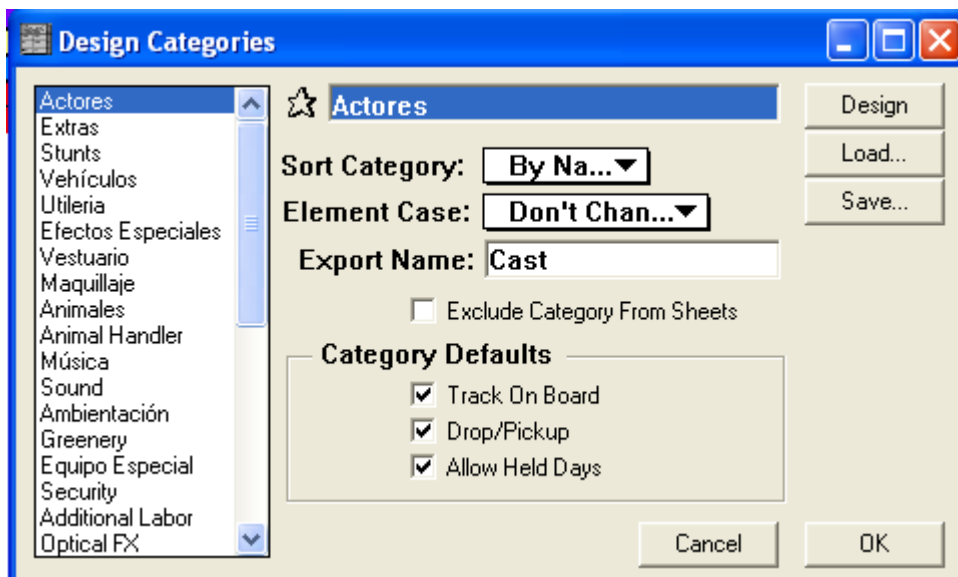 Design Categories
Actores
Extras
Stunts
Vehículos
Utileria
Efectos Especiales
Vestuario
Maquillaje
Animales
Animal Handler
Música
Sound
Ambientación
Greenery
Equipo Especial
Security
Additional Labor
Optical FX
Actores
Sort Category: By Na...
Element Case: Don't Chan...
Export Name: Cast
Exclude Category From Sheets
Category Defaults
Track On Board
Drop/Pickup
Allow Held Days
Design
Load...
Save...
Cancel
OK